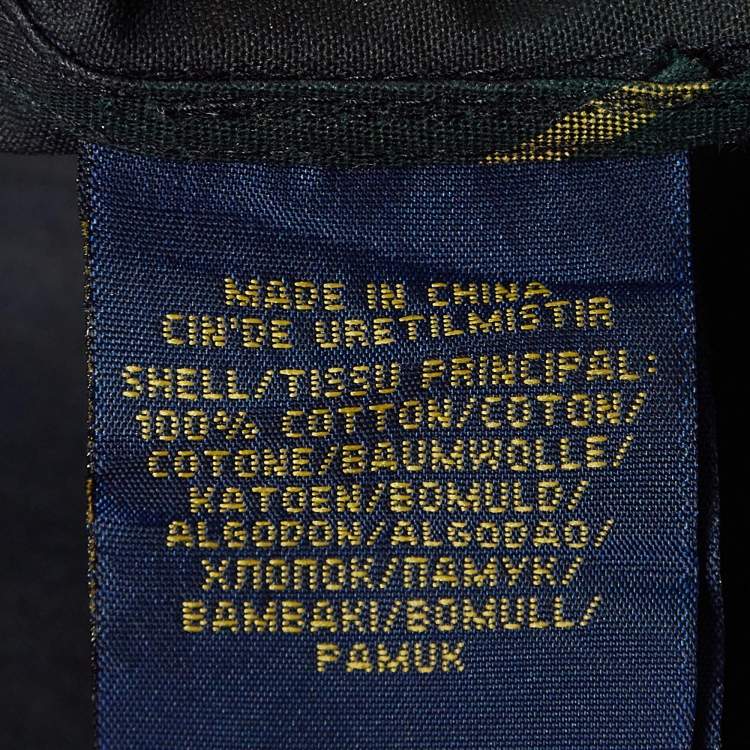 MADE IN CHINA
CIN'DE URETILMISTIR
SHELL/TISSU PRINCIPAL:
100% COTTON/COTON/
COTONE/BAUMWOLLE/
KATOEN/BOMULD/
ALGODON/ALGODAO/
ХЛОПОК/ПАМУК/
BAMBAKI/BOMULL/
PAMUK